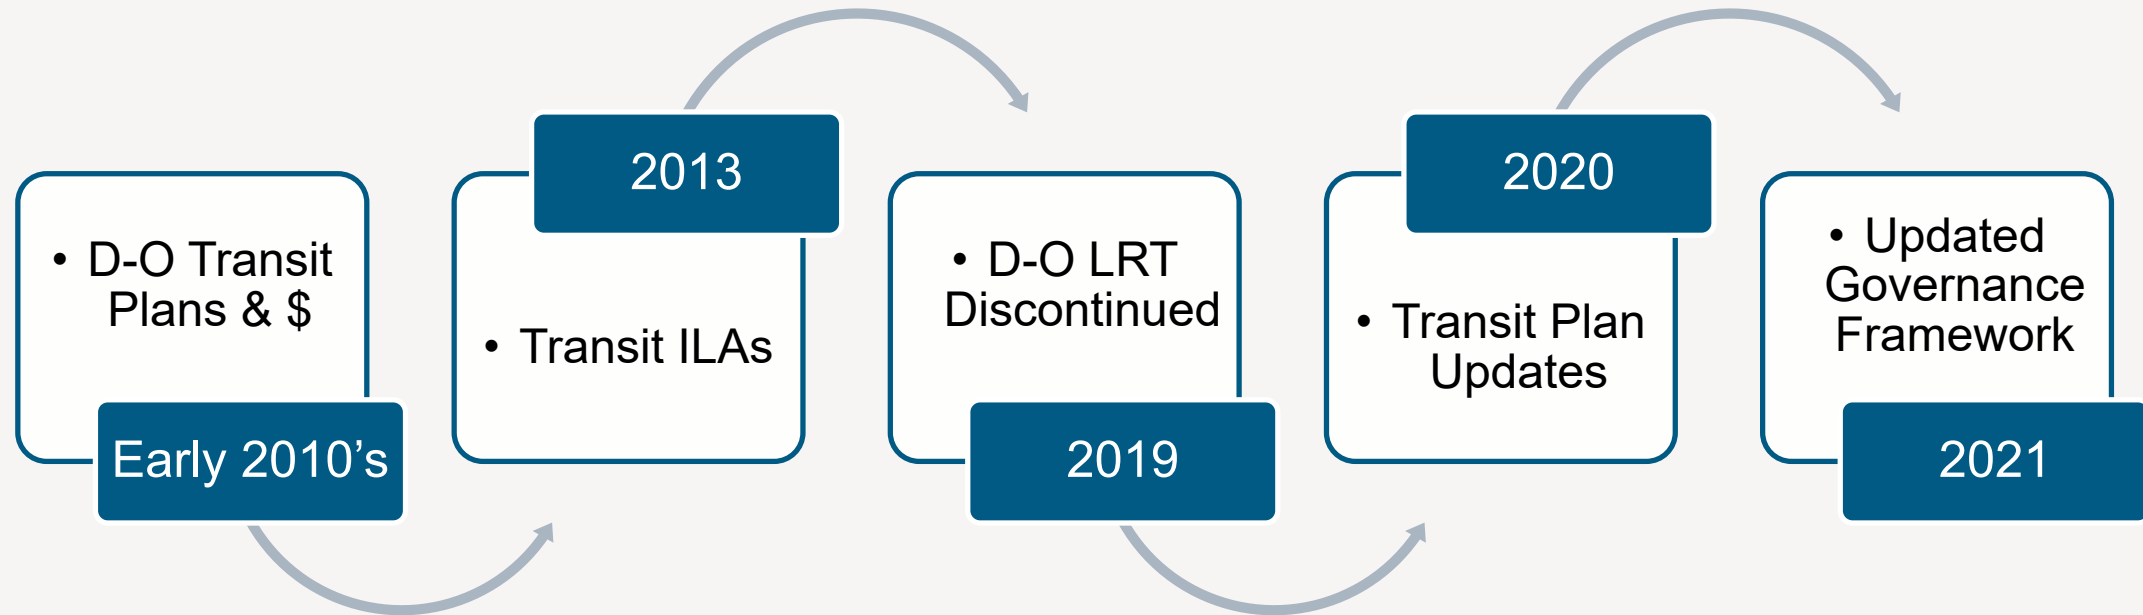 • D-O Transit
Plans & $
Early 2010’s
2013
• Transit ILAs
• D-O LRT
Discontinued
2019
2020
• Transit Plan
Updates
• Updated
Governance
Framework
2021